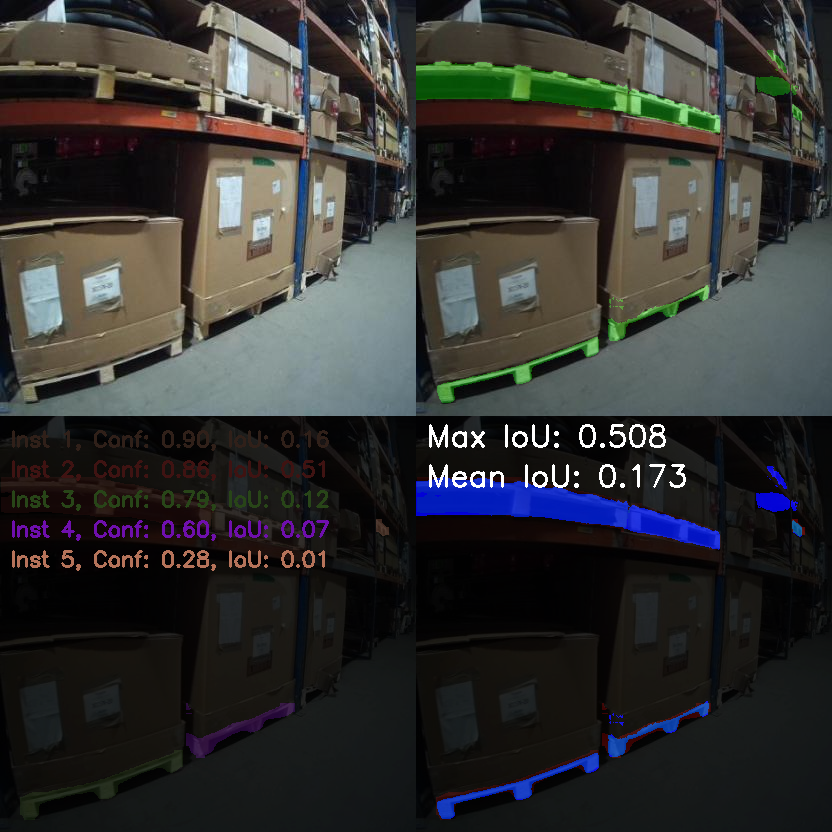 Inst 1, Conf: 0.90, IoU: 0.16
Inst 2, Conf: 0.86, IoU: 0.51
Inst 3, Conf: 0.79, IoU: 0.12
Inst 4, Conf: 0.60, IoU: 0.07
Inst 5, Conf: 0.28, IoU: 0.01
Max IoU: 0.508
Mean IoU: 0.173